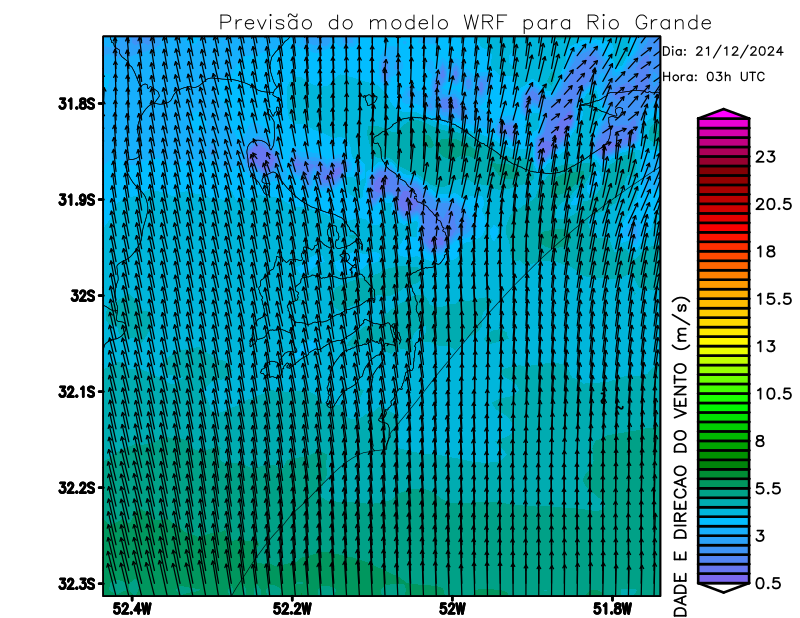 Previsão do modelo WRF para Rio Grande
Dia: 21/12/2024
Hora: 03h UTC
31.8S
31.9S
32S
32.1S
32.2S
32.3S
52.4W
52.2W
52W
51.8W
23
20.5
18
15.5
13
10.5
8
5.5
3
0.5
DADE E DIRECAO DO VENTO (m/s)